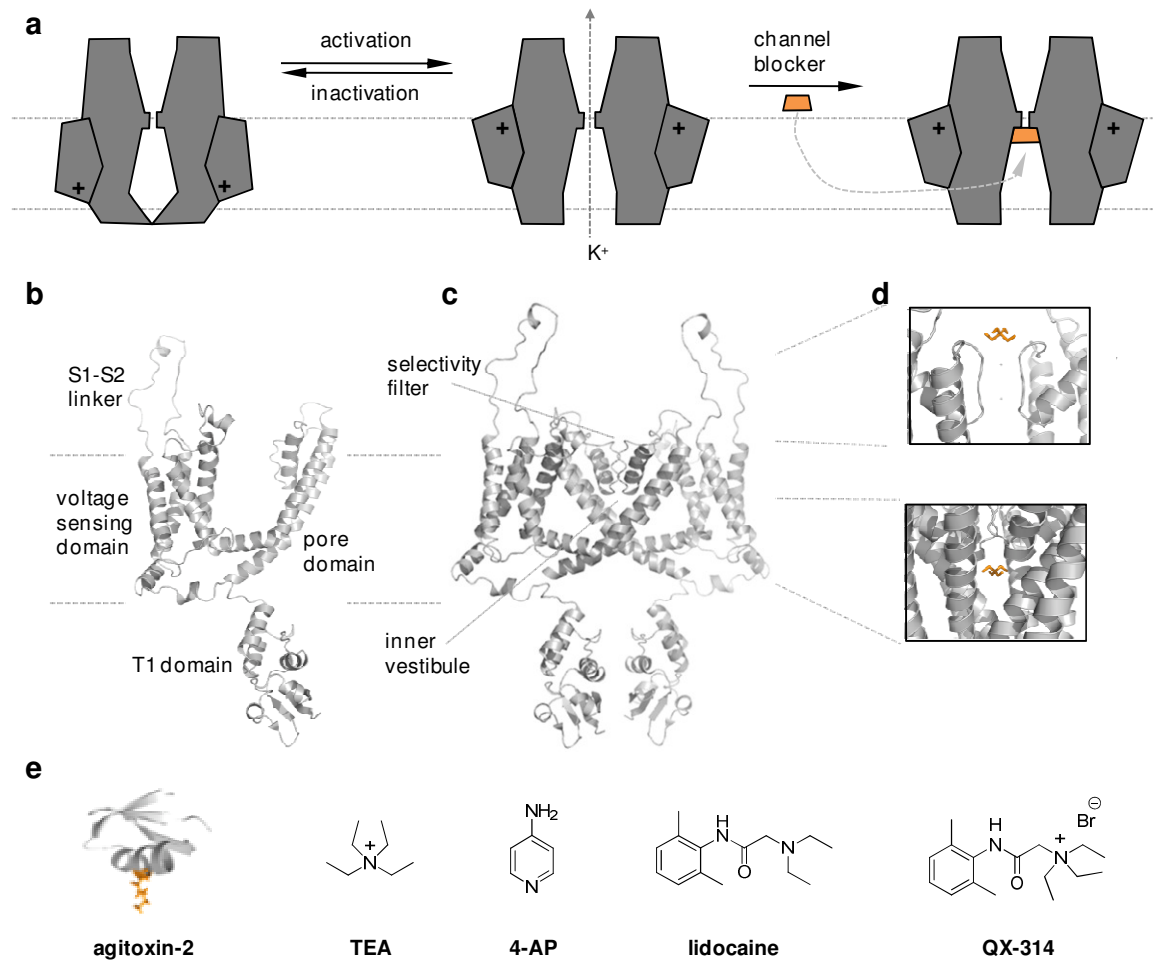 a
activation
inactivation
channel
blocker
+
+
+
+
+
+
K+
b
c
d
S1-S2
linker
selectivity
filter
voltage
sensing
domain
pore
domain
T1 domain
inner
vestibule
e
N
+
NH2
N
H
N
O
N
H
N
O
N
+
Br
⊖
agitoxin-2
TEA
4-AP
lidocaine
QX-314